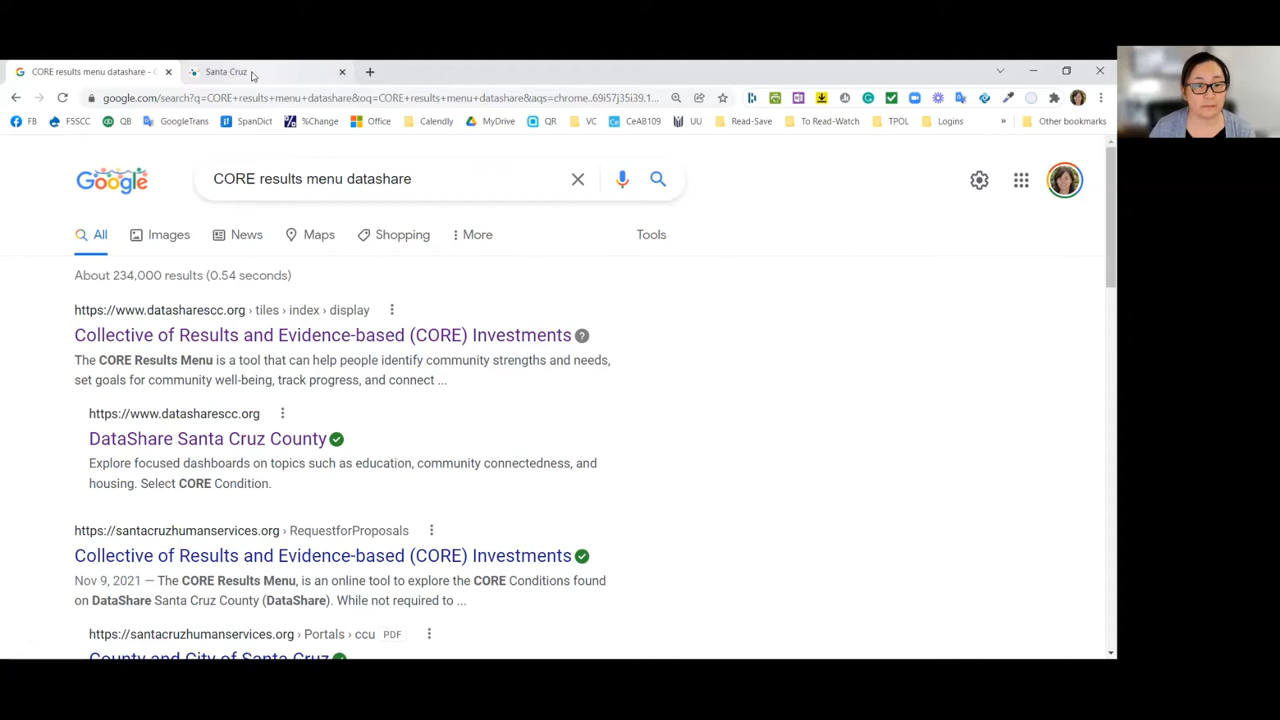 CORE results menu datashare -
Santa Cruz
google.com/search?q=CORE+results+menu+datashare&oq=CORE+results+menu+datashare&aqs=chrome..69i57j35i39.1...
FB
F5SCC
QB
GoogleTrans
SpanDict
%Change
Office
Calendly
MyDrive
QR
VC
CeAB109
UU
Read-Save
To Read-Watch
TPOL
Logins
»
Other bookmarks
Google
CORE results menu datashare
All
Images
News
Maps
Shopping
More
Tools
About 234,000 results (0.54 seconds)
https://www.datasharescc.org › tiles › index › display
Collective of Results and Evidence-based (CORE) Investments
The CORE Results Menu is a tool that can help people identify community strengths and needs,
set goals for community well-being, track progress, and connect ...
https://www.datasharescc.org
DataShare Santa Cruz County
Explore focused dashboards on topics such as education, community connectedness, and
housing. Select CORE Condition.
https://santacruzhumanservices.org › RequestforProposals
Collective of Results and Evidence-based (CORE) Investments
Nov 9, 2021 — The CORE Results Menu, is an online tool to explore the CORE Conditions found
on DataShare Santa Cruz County (DataShare). While not required to ...
https://santacruzhumanservices.org › Portals › ccu PDF
County and City of Santa Cruz